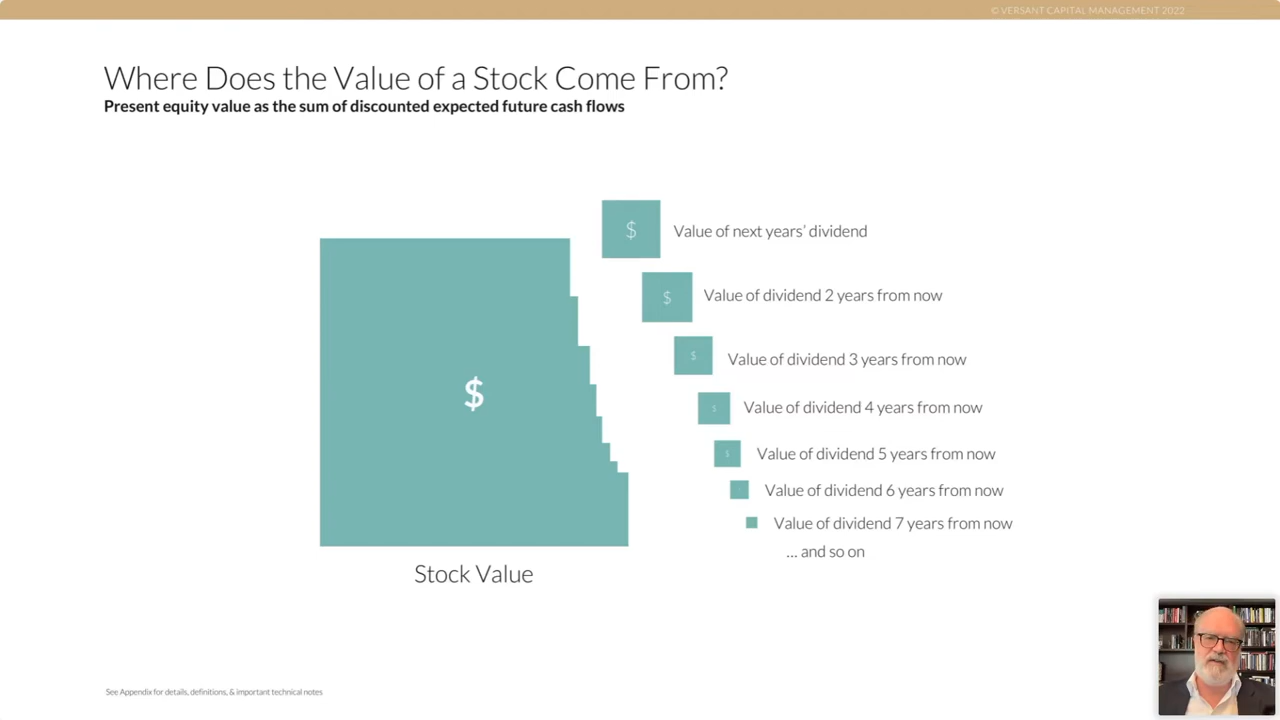 © VERSANT CAPITAL MANAGEMENT 2022
Where Does the Value of a Stock Come From?
Present equity value as the sum of discounted expected future cash flows
$ Value of next years’ dividend
$ Value of dividend 2 years from now
$ Value of dividend 3 years from now
$
$ Value of dividend 4 years from now
$ Value of dividend 5 years from now
Value of dividend 6 years from now
Value of dividend 7 years from now
... and so on
Stock Value
See Appendix for details, definitions, & important technical notes